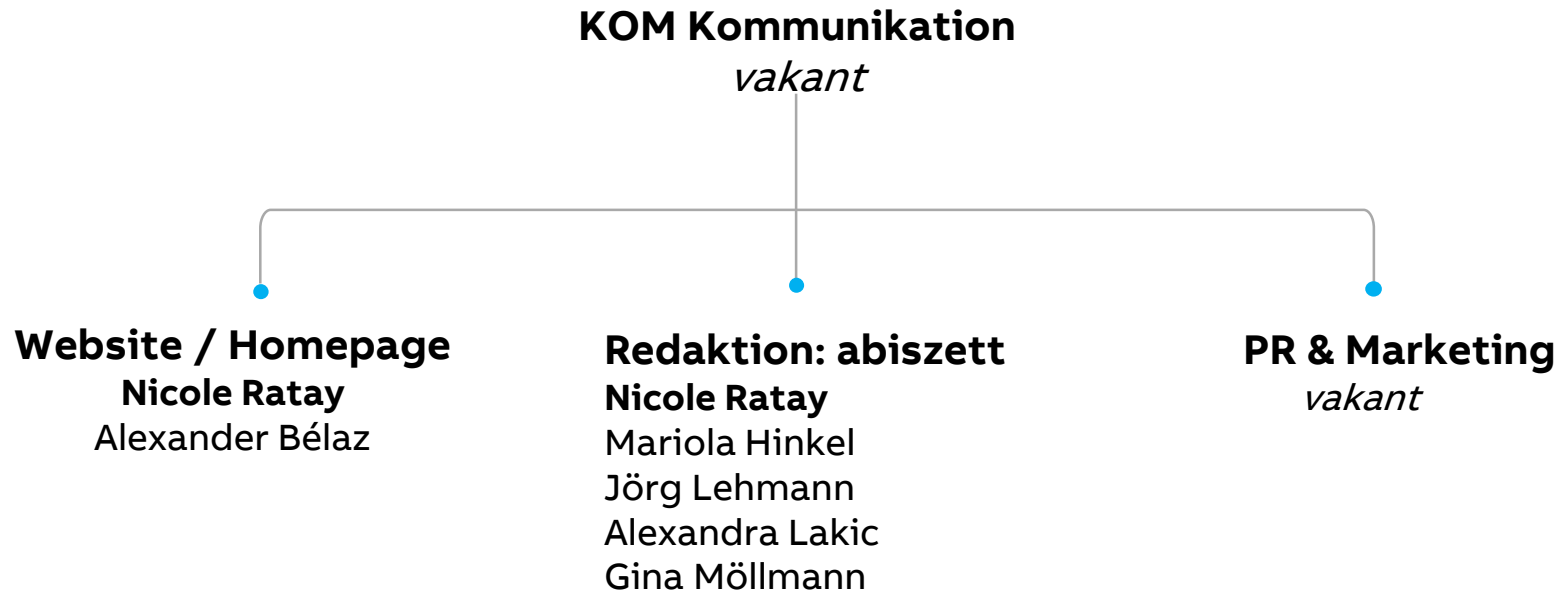 KOM Kommunikation
vakant
Website / Homepage
Nicole Ratay
Alexander Bélaz
Redaktion: abiszett
Nicole Ratay
Mariola Hinkel
Jörg Lehmann
Alexandra Lakic
Gina Möllmann
PR & Marketing
vakant